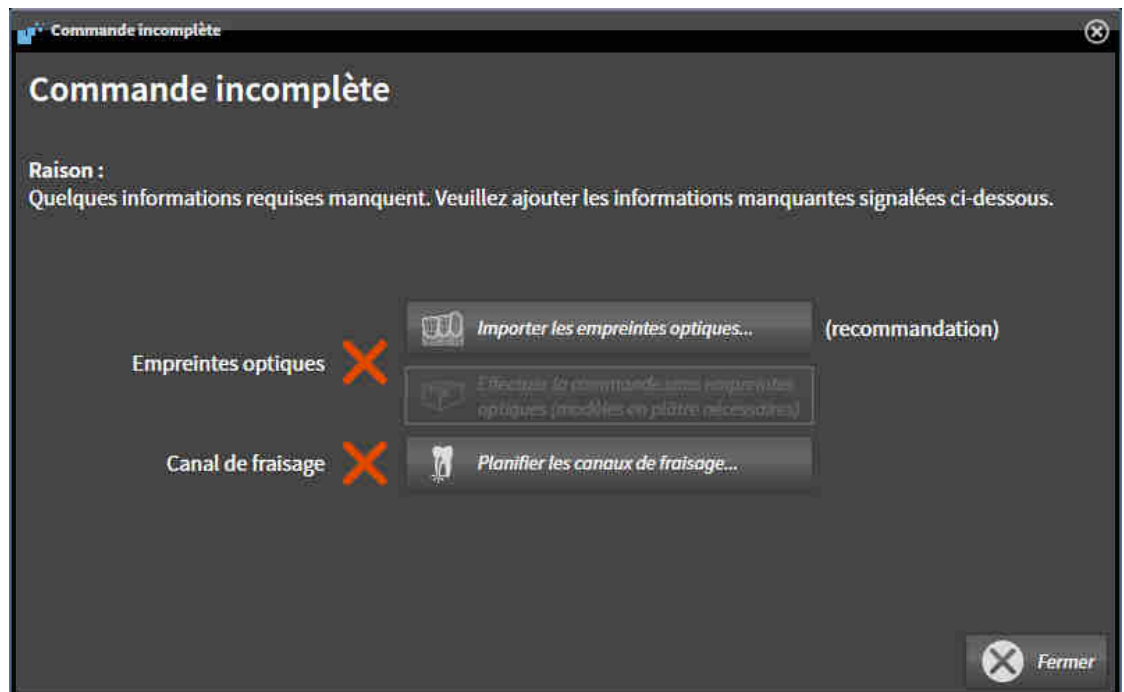 Commande incomplète
Commande incomplète
Raison :
Quelques informations requises manquent. Veuillez ajouter les informations manquantes signalées ci-dessous.
Empreintes optiques
Importer les empreintes optiques...
(recommandation)
Effectuer la commande sans empreintes
optiques (modèles en plâtre nécessaires)
Canal de fraisage
Planifier les canaux de fraisage...
Fermer